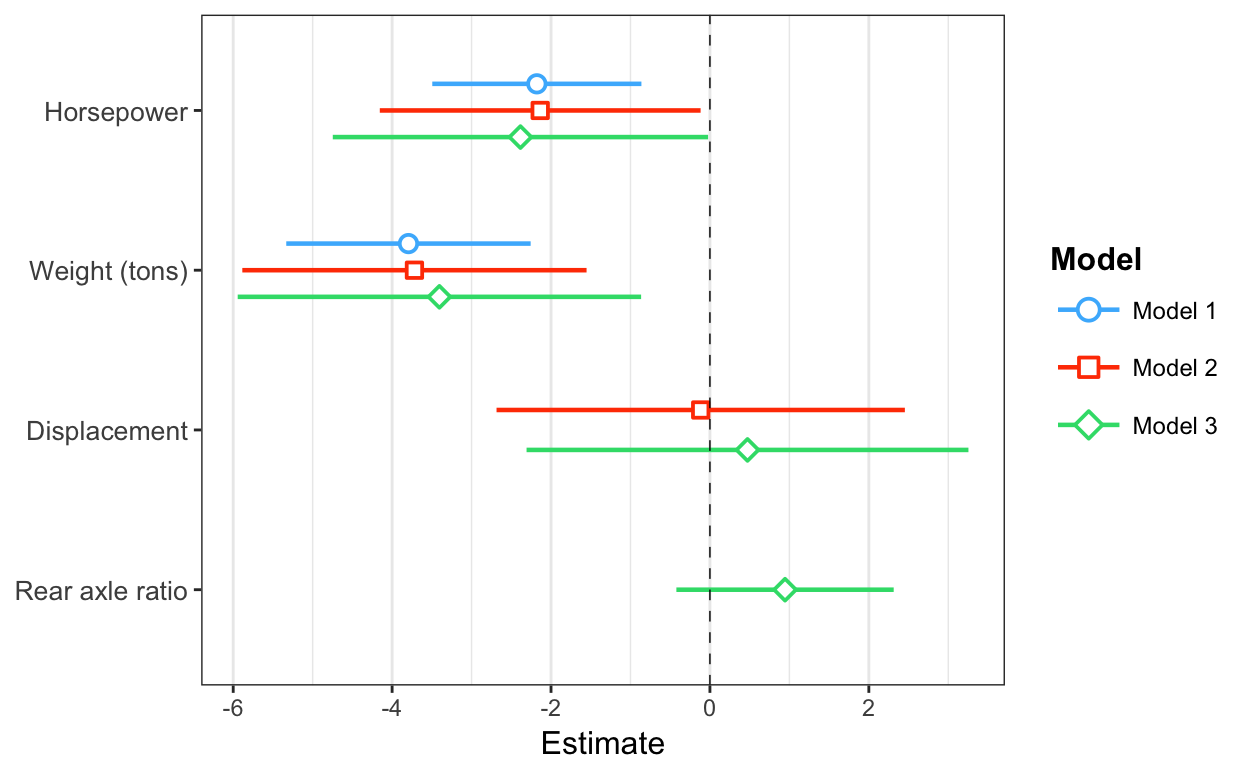 Horsepower
Weight (tons)
Displacement
Rear axle ratio
-6 -4 -2 0 2
Estimate
Model
Model 1
Model 2
Model 3